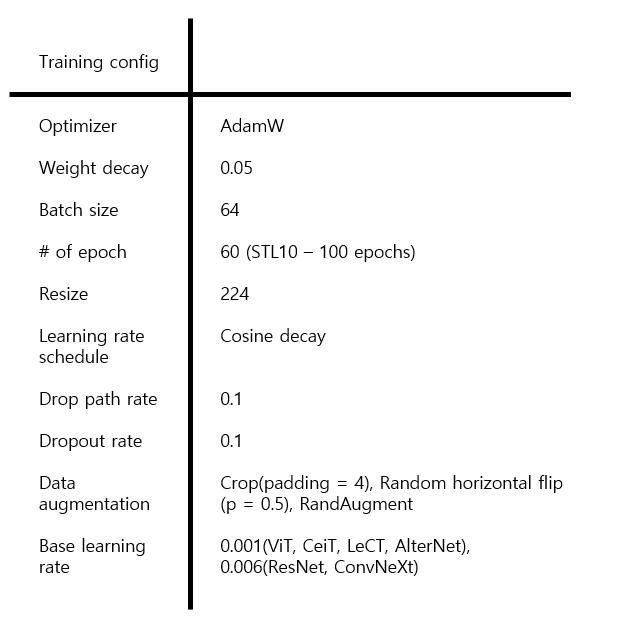 Training config
Optimizer AdamW
Weight decay 0.05
Batch size 64
# of epoch 60 (STL10 – 100 epochs)
Resize 224
Learning rate Cosine decay
schedule
Drop path rate 0.1
Dropout rate 0.1
Data Crop(padding = 4), Random horizontal flip
augmentation (p = 0.5), RandAugment
Base learning 0.001(ViT, CeiT, LeCT, AlterNet),
rate 0.006(ResNet, ConvNeXt)